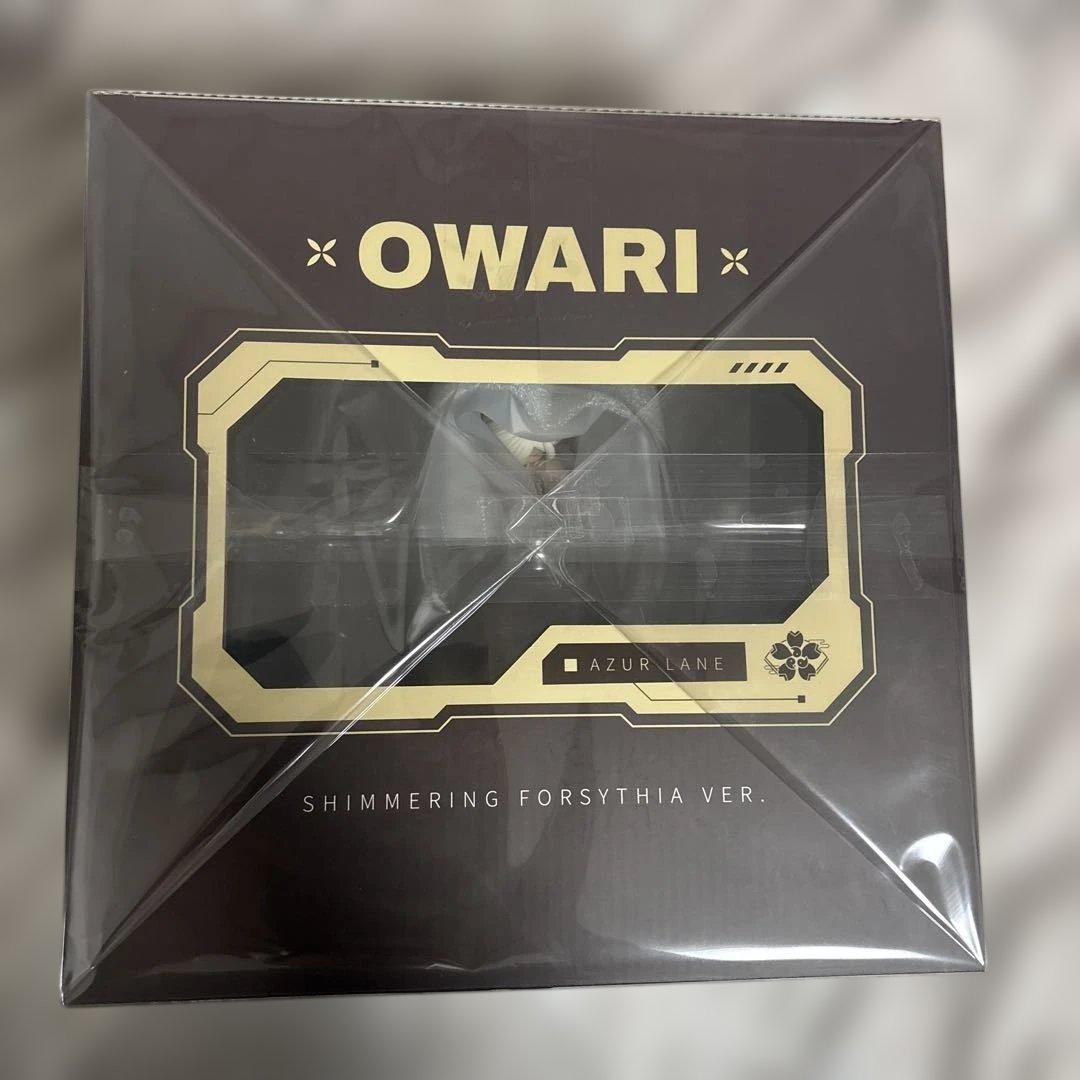 OWARI
AZUR LANE
SHIMMERING FORSYTHIA VER.